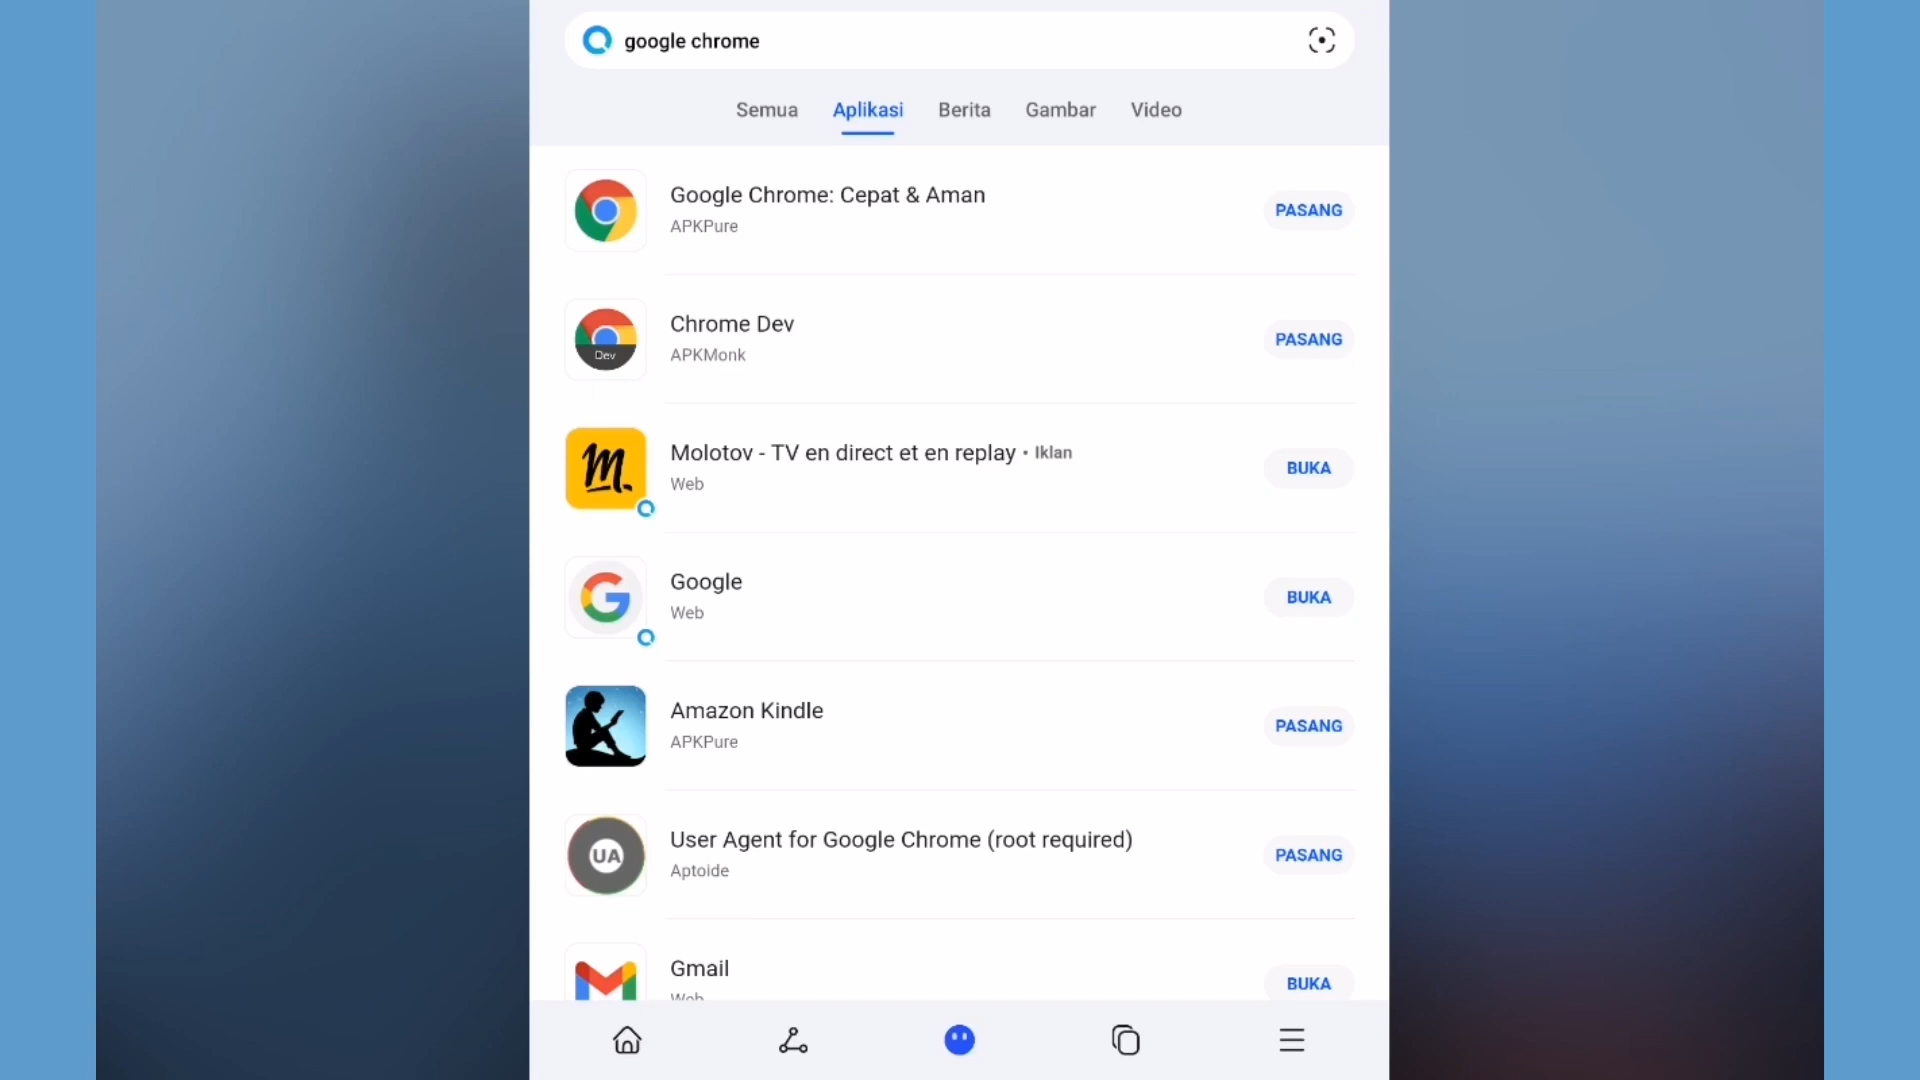 google chrome
Semua Aplikasi Berita Gambar Video
Google Chrome: Cepat & Aman
APKPure
PASANG
Chrome Dev
APKMonk
PASANG
Dev
Molotov - TV en direct et en replay • Iklan
Web
BUKA
M.
Google
Web
BUKA
G
Amazon Kindle
APKPure
PASANG
User Agent for Google Chrome (root required)
Aptoide
PASANG
UA
Gmail
Web
BUKA